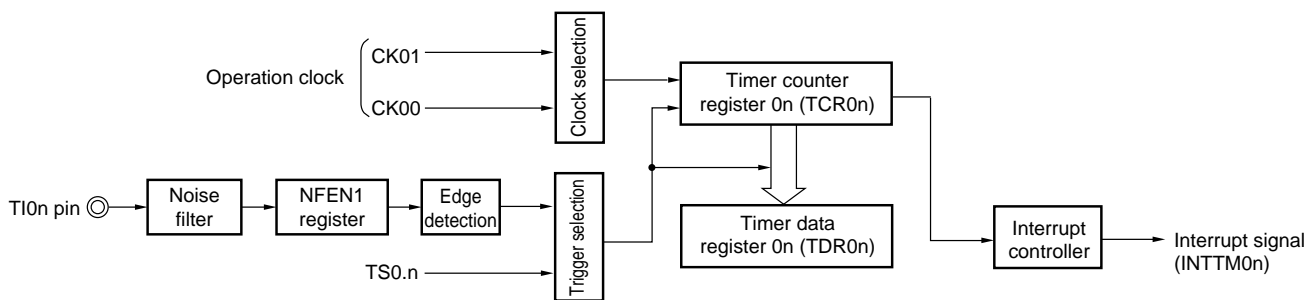 Operation clock
CK01
CK00
Clock selection
Timer counter
register 0n (TCR0n)
TI0n pin
Noise
filter
NFEN1
register
Edge
detection
TS0.n
Trigger selection
Timer data
register 0n (TDR0n)
Interrupt
controller
Interrupt signal
(INTTM0n)